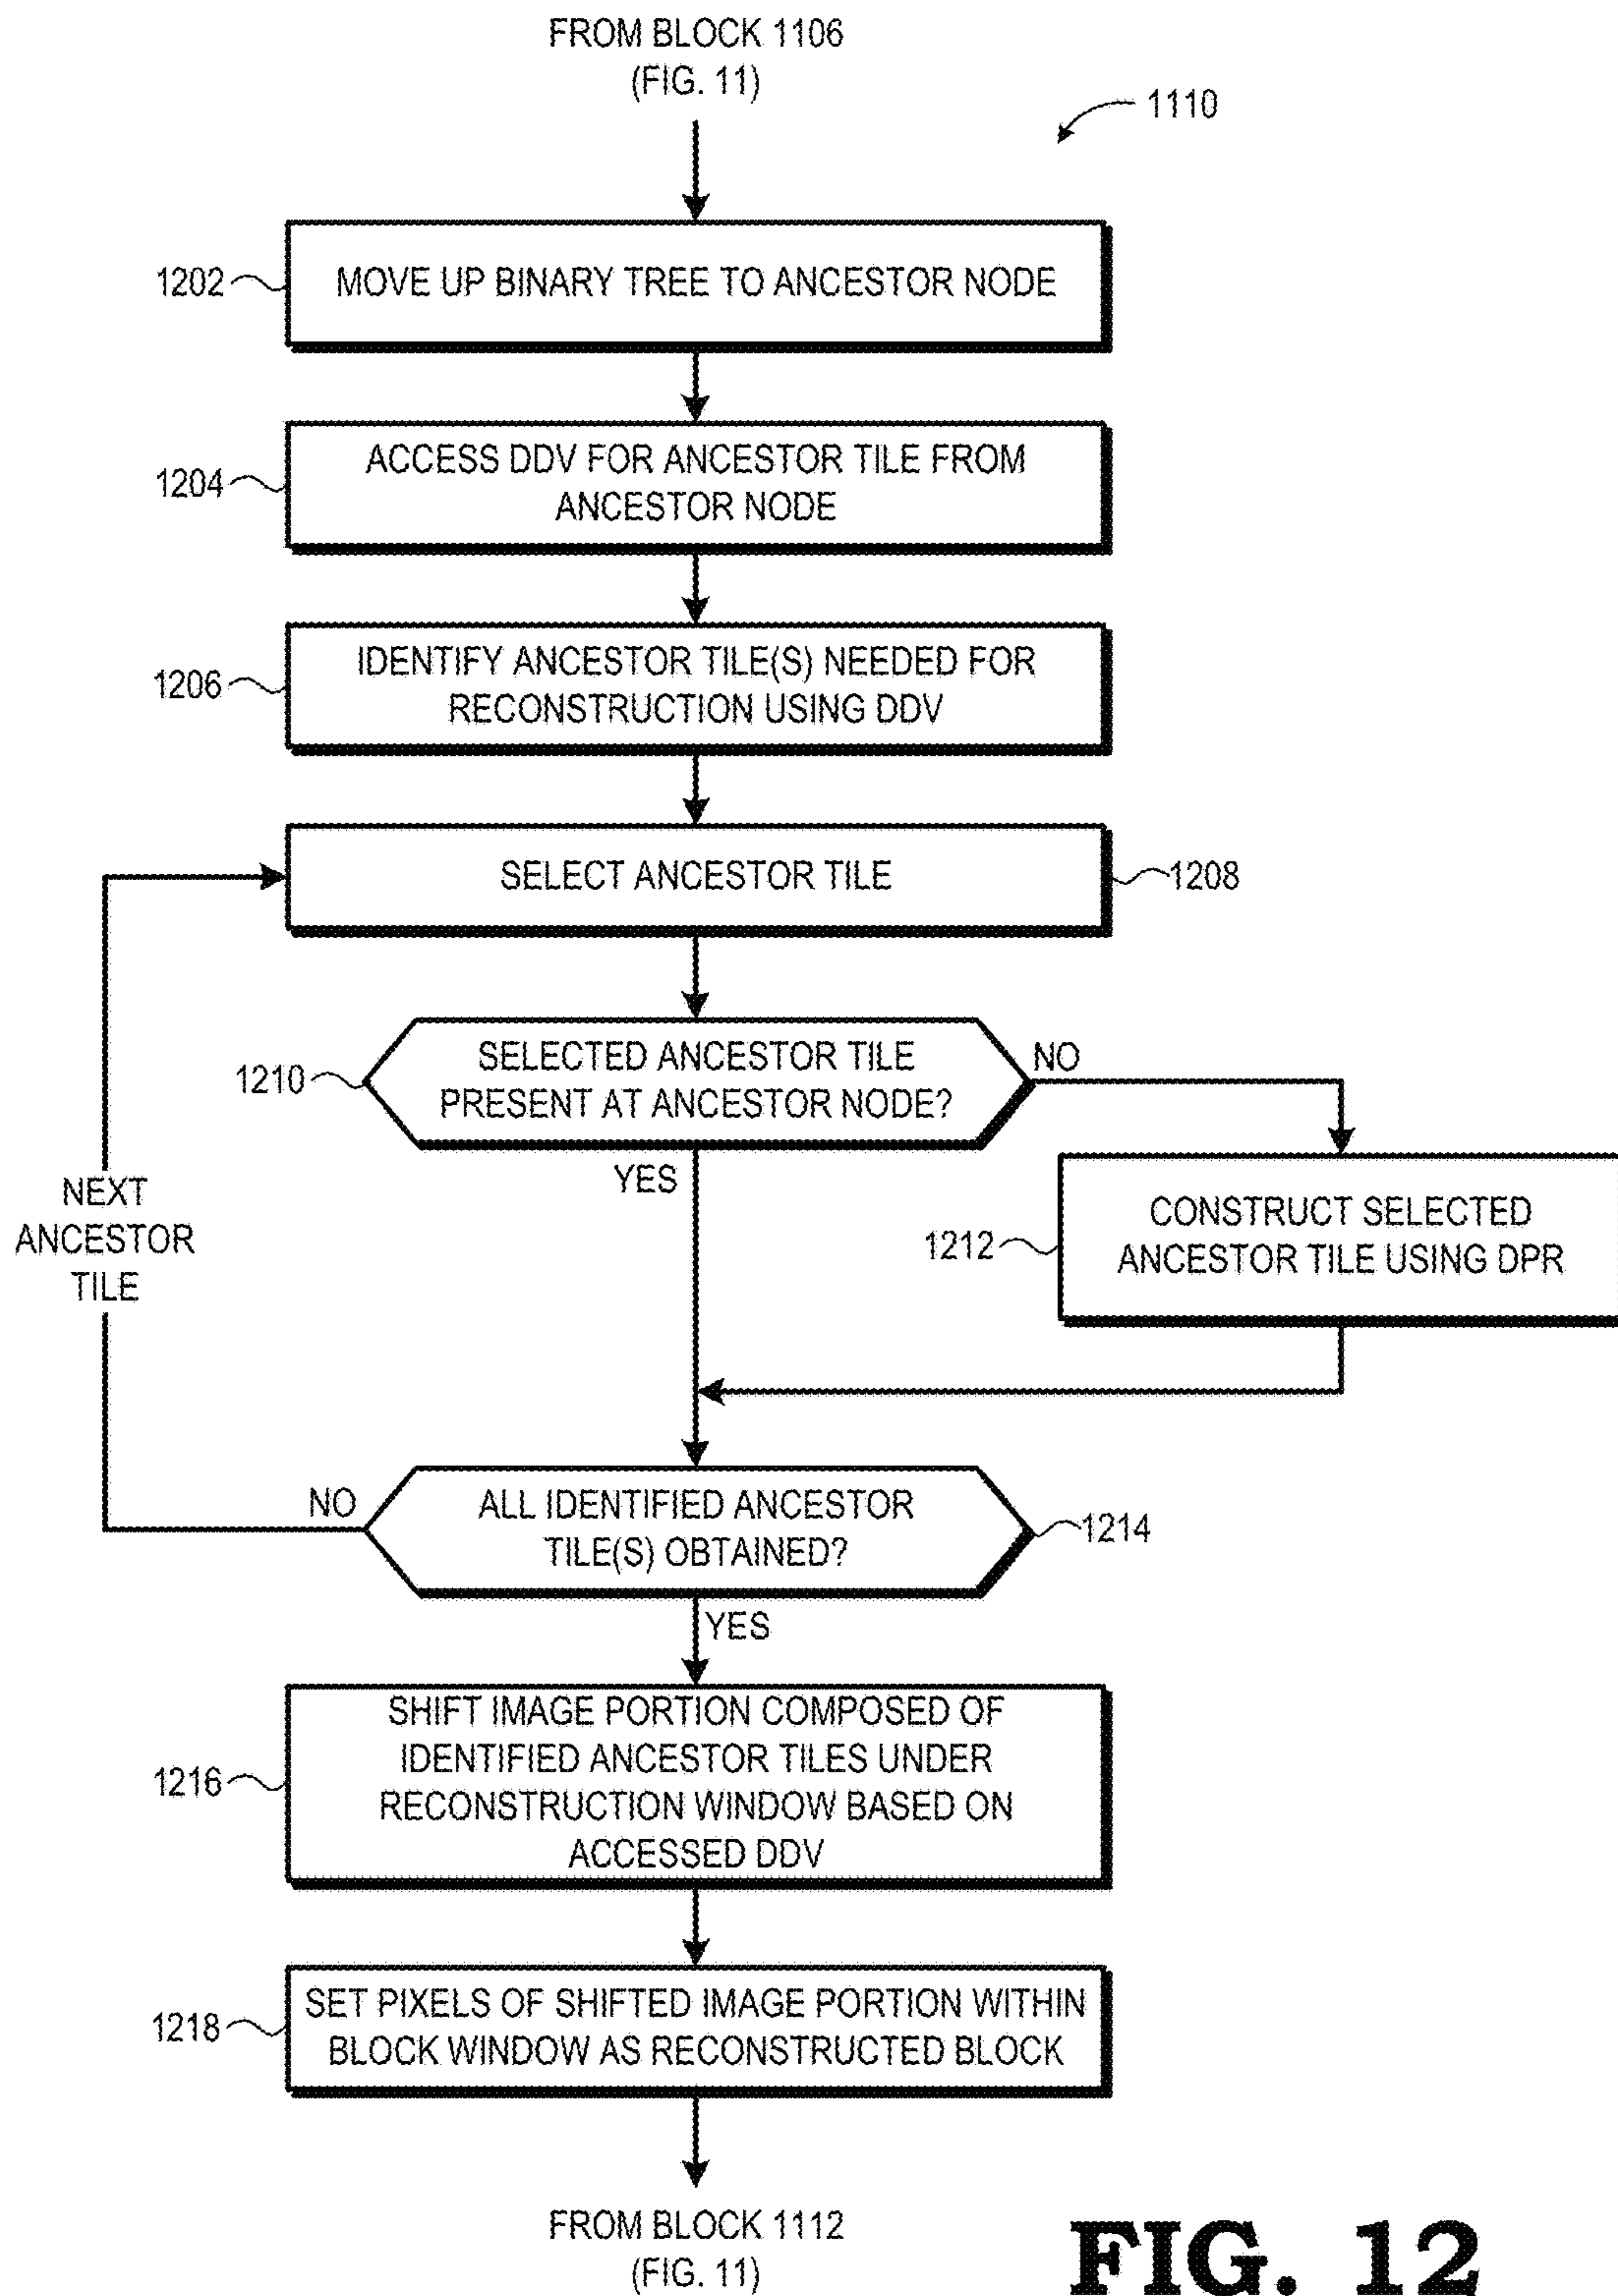 FROM BLOCK 1106
(FIG. 11)
1110
1202
MOVE UP BINARY TREE TO ANCESTOR NODE
1204
ACCESS DDV FOR ANCESTOR TILE FROM
ANCESTOR NODE
1206
IDENTIFY ANCESTOR TILE(S) NEEDED FOR
RECONSTRUCTION USING DDV
SELECT ANCESTOR TILE
1208
1210
SELECTED ANCESTOR TILE
PRESENT AT ANCESTOR NODE?
NO
YES
NEXT
ANCESTOR
TILE
1212
CONSTRUCT SELECTED
ANCESTOR TILE USING DPR
NO
ALL IDENTIFIED ANCESTOR
TILE(S) OBTAINED?
1214
YES
1216
SHIFT IMAGE PORTION COMPOSED OF
IDENTIFIED ANCESTOR TILES UNDER
RECONSTRUCTION WINDOW BASED ON
ACCESSED DDV
1218
SET PIXELS OF SHIFTED IMAGE PORTION WITHIN
BLOCK WINDOW AS RECONSTRUCTED BLOCK
FROM BLOCK 1112
(FIG. 11)
FIG. 12